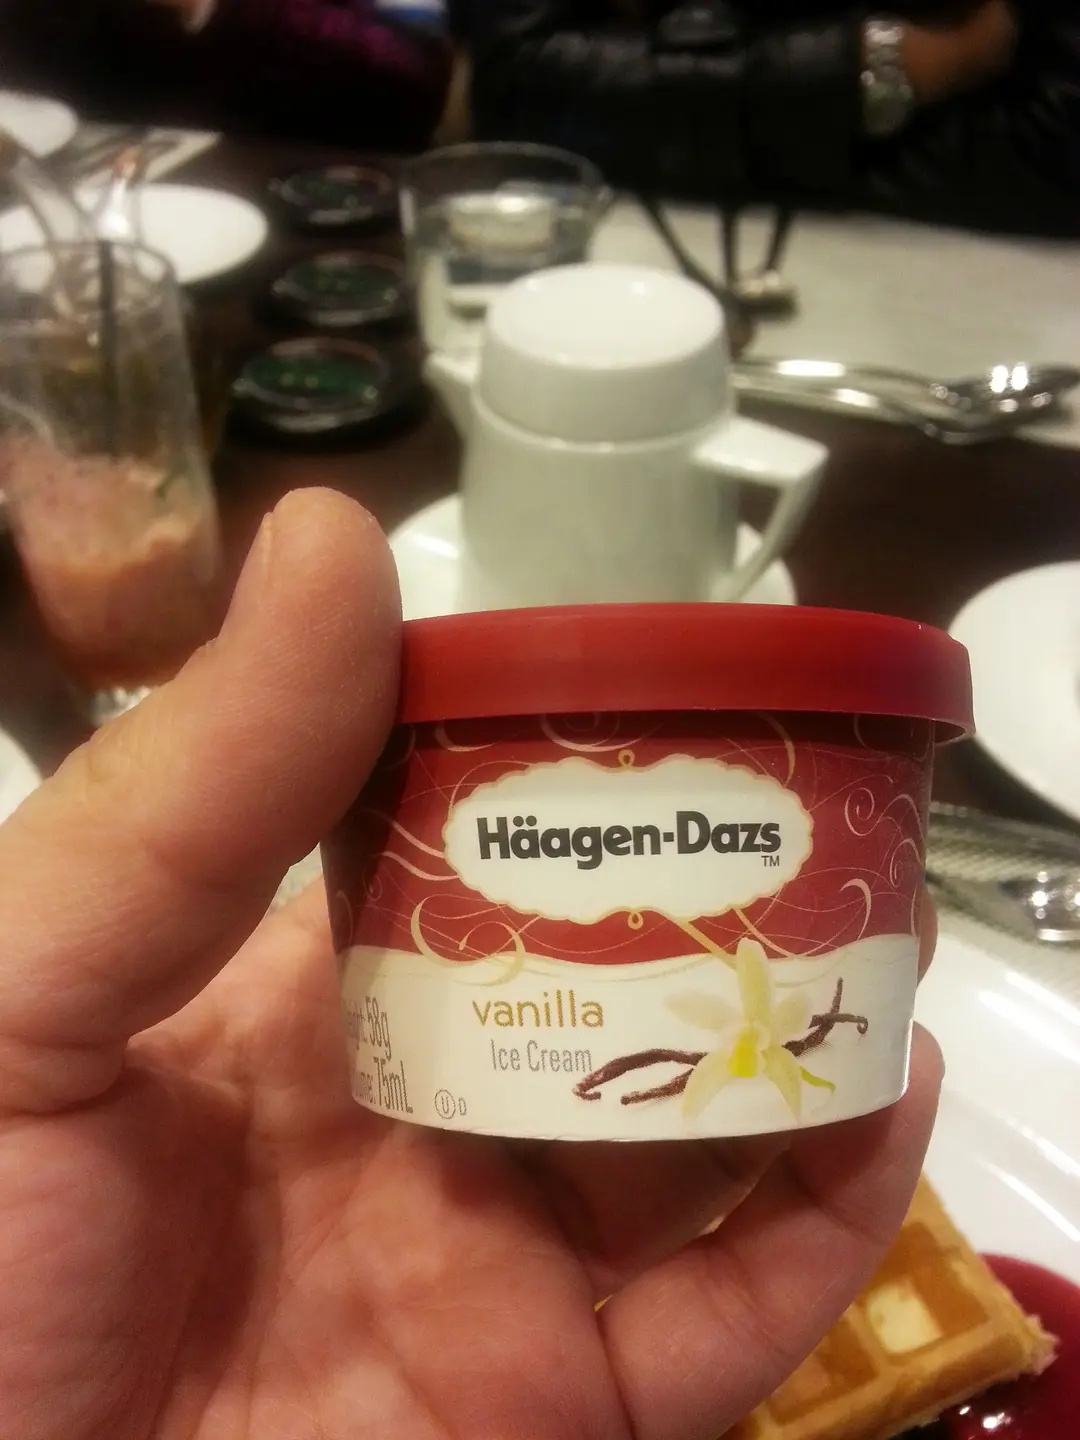 Häagen-Dazs
TM
vanilla
Ice Cream
58g
75mL
U D